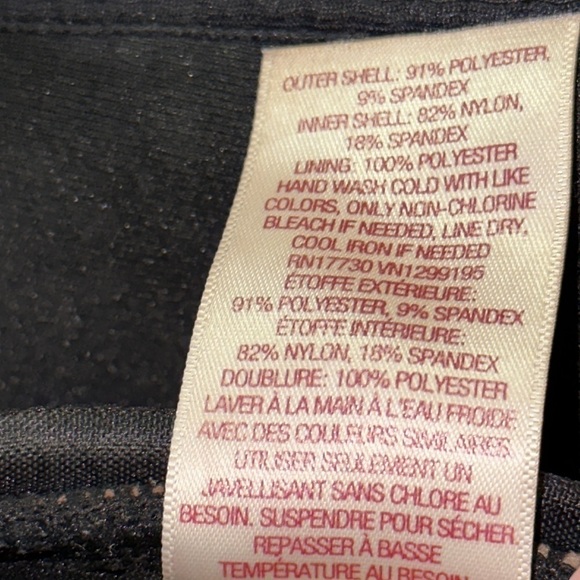 OUTER SHELL: 91% POLYESTER,
9% SPANDEX
INNER SHELL: 82% NYLON,
18% SPANDEX
LINING: 100% POLYESTER
HAND WASH COLD WITH LIKE
COLORS, ONLY NON-CHLORINE
BLEACH IF NEEDED, LINE DRY,
COOL IRON IF NEEDED
RN17730 VN1299195
ÉTOFFE EXTÉRIEURE:
91% POLYESTER, 9% SPANDEX
ÉTOFFE INTÉRIEURE:
82% NYLON, 18% SPANDEX
DOUBLURE: 100% POLYESTER
LAVER À LA MAIN À L'EAU FROIDE
AVEC DES COULEURS SIMILAIRES
UTILISER SEULEMENT UN
JAVELLISANT SANS CHLORE AU
BESOIN. SUSPENDRE POUR SÉCHER.
REPASSER À BASSE
TEMPÉRATURE AU BESOIN